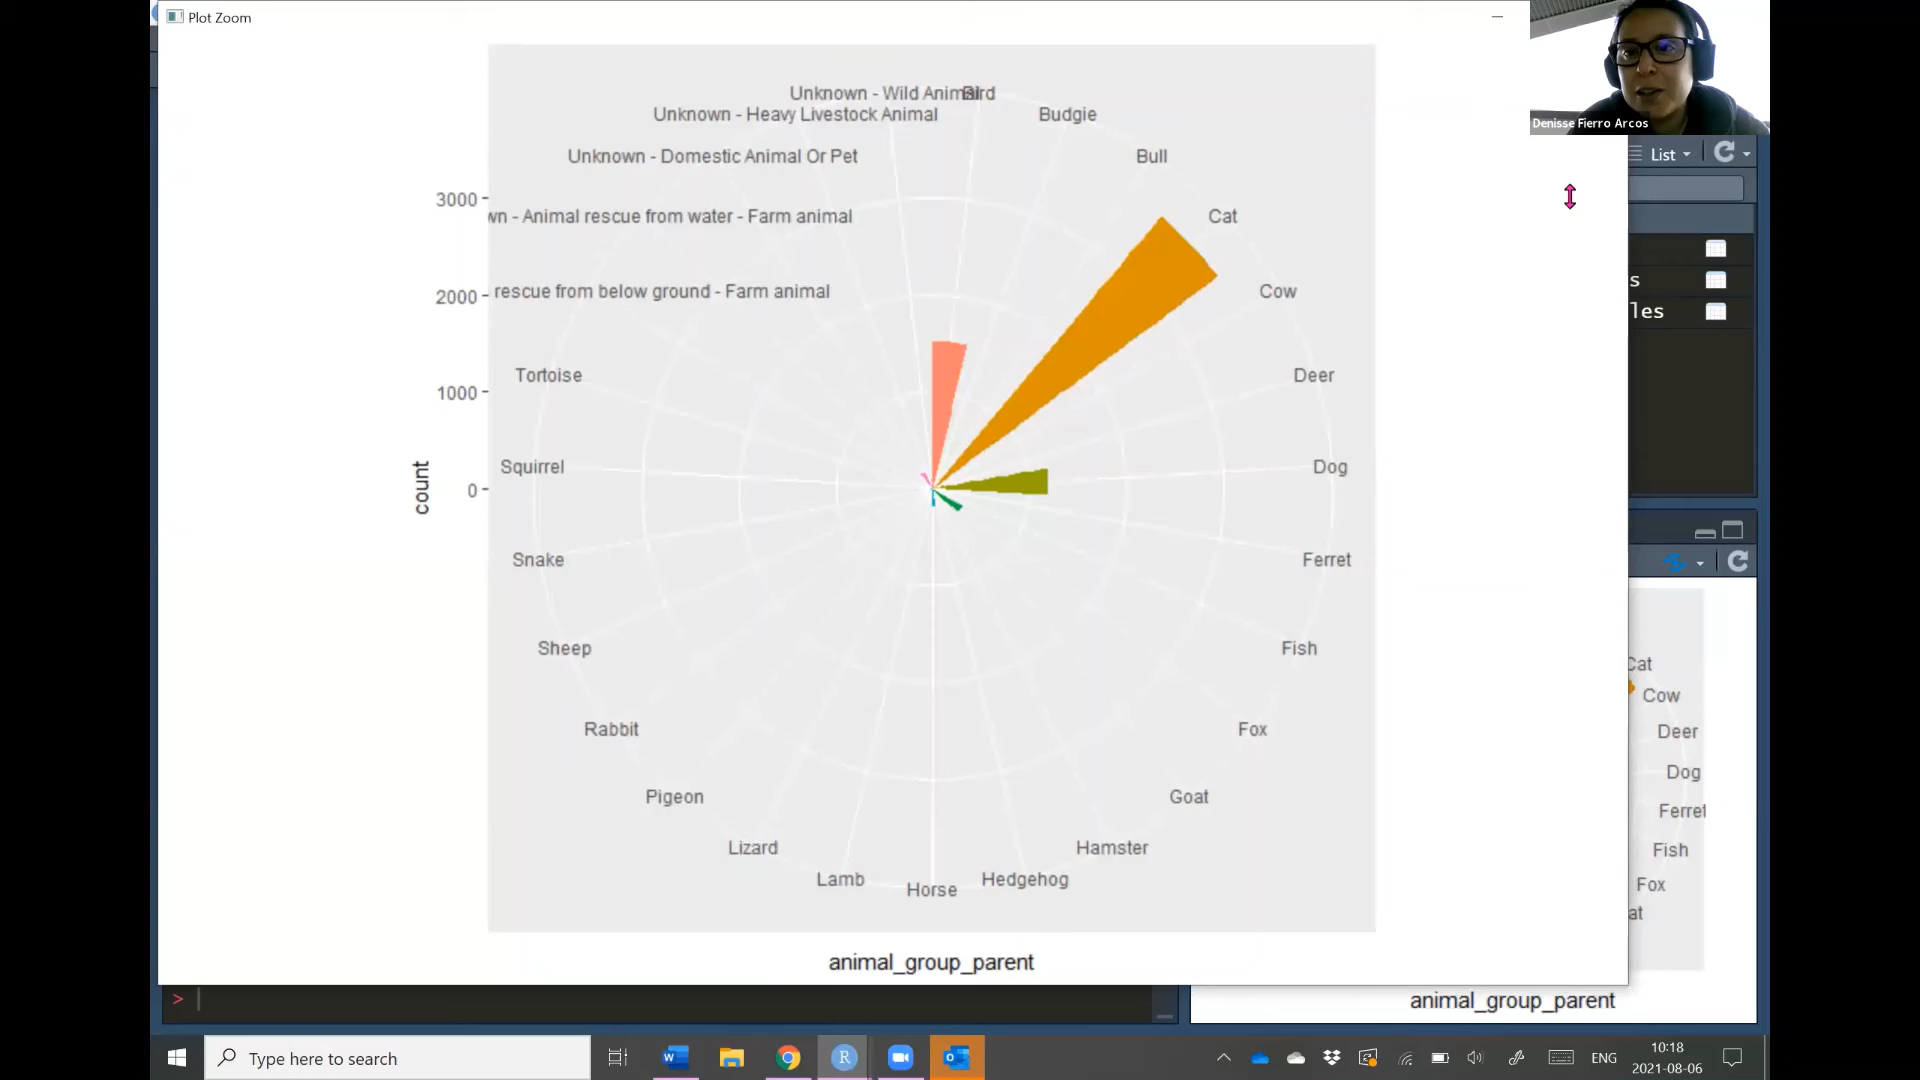 Plot Zoom
Denisse Fierro Arcos
List
s
les
Unknown - Wild Animal
Bird
Unknown - Heavy Livestock Animal
Budgie
Unknown - Domestic Animal Or Pet
Bull
3000
wn - Animal rescue from water - Farm animal
Cat
2000
rescue from below ground - Farm animal
Cow
1000
Tortoise
Deer
count
0
Squirrel
Dog
Snake
Ferret
Sheep
Fish
Rabbit
Fox
Pigeon
Goat
Lizard
Hamster
Lamb
Horse
Hedgehog
animal_group_parent
Cat
Cow
Deer
Dog
Ferret
Fish
Fox
at
animal_group_parent
>
Type here to search
ENG
10:18
2021-08-06